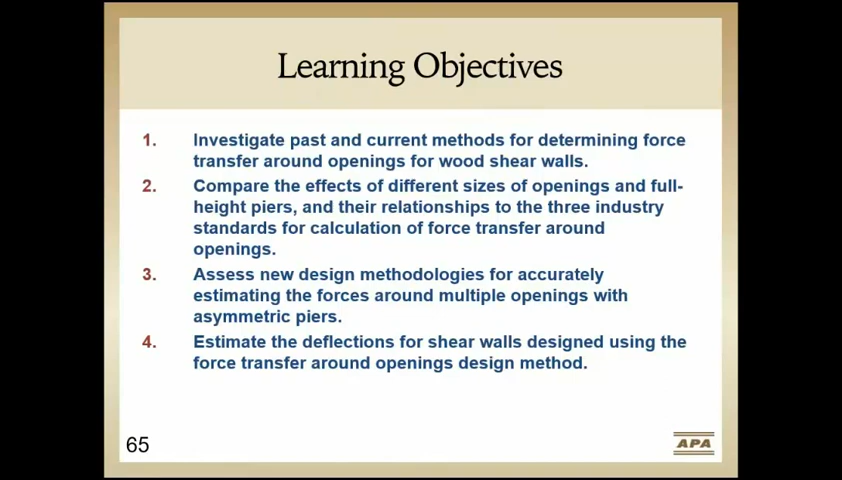 Learning Objectives
1. Investigate past and current methods for determining force
transfer around openings for wood shear walls.
2. Compare the effects of different sizes of openings and full-
height piers, and their relationships to the three industry
standards for calculation of force transfer around
openings.
3. Assess new design methodologies for accurately
estimating the forces around multiple openings with
asymmetric piers.
4. Estimate the deflections for shear walls designed using the
force transfer around openings design method.
65
APA